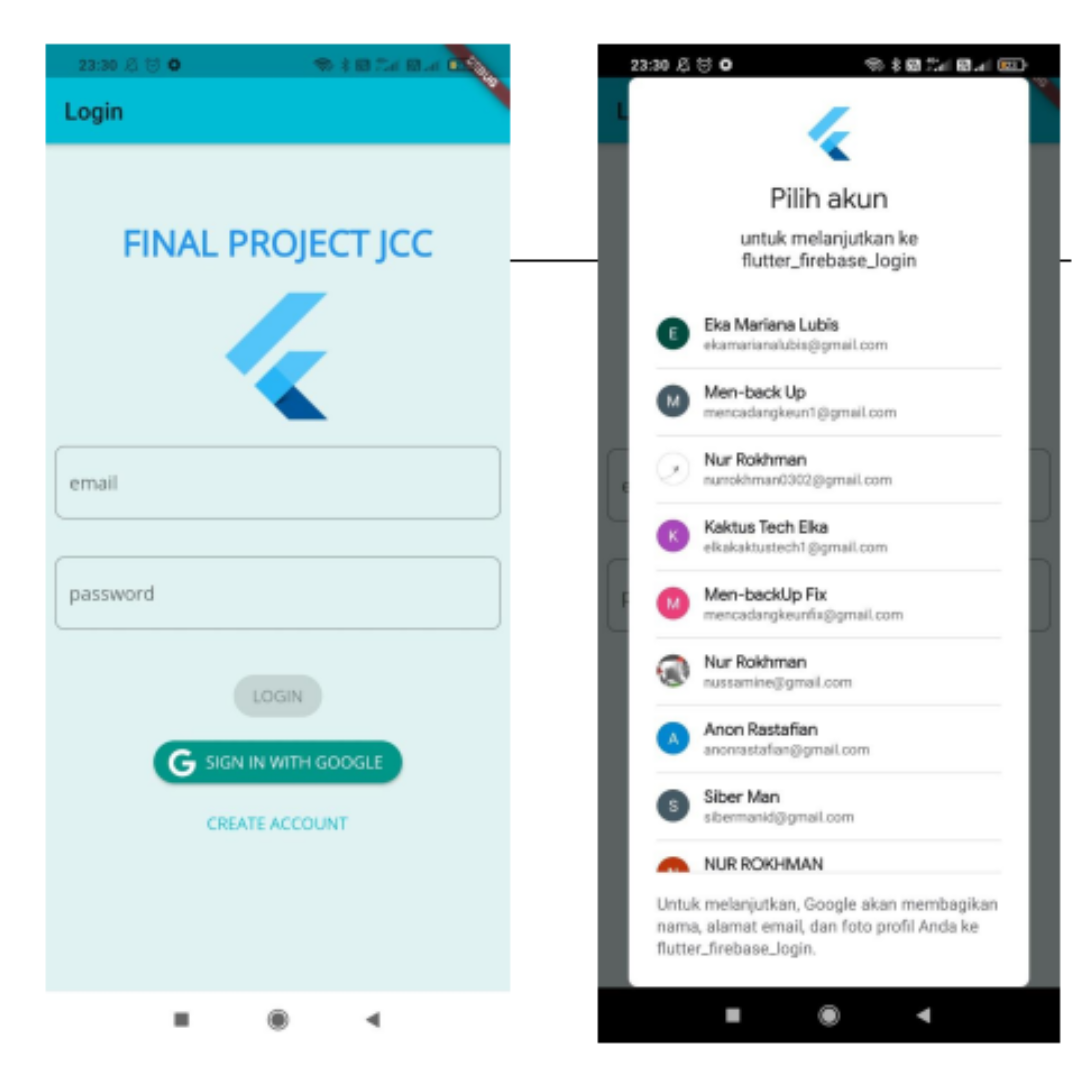 23:30
DEBUG
Login
FINAL PROJECT JCC
email
password
LOGIN
G SIGN IN WITH GOOGLE
CREATE ACCOUNT
23:30
Pilih akun
untuk melanjutkan ke
flutter_firebase_login
E Eka Mariana Lubis
ekamarianalubis@gmail.com
M Men-back Up
mencadangkeun1@gmail.com
Nur Rokhman
nurrokhman0302@gmail.com
K Kaktus Tech Elka
elkakaktustech1@gmail.com
M Men-backUp Fix
mencadangkeunfix@gmail.com
Nur Rokhman
nussamine@gmail.com
A Anon Rastafian
anonrastafian@gmail.com
S Siber Man
sibermanid@gmail.com
NUR ROKHMAN
Untuk melanjutkan, Google akan membagikan
nama, alamat email, dan foto profil Anda ke
flutter_firebase_login.